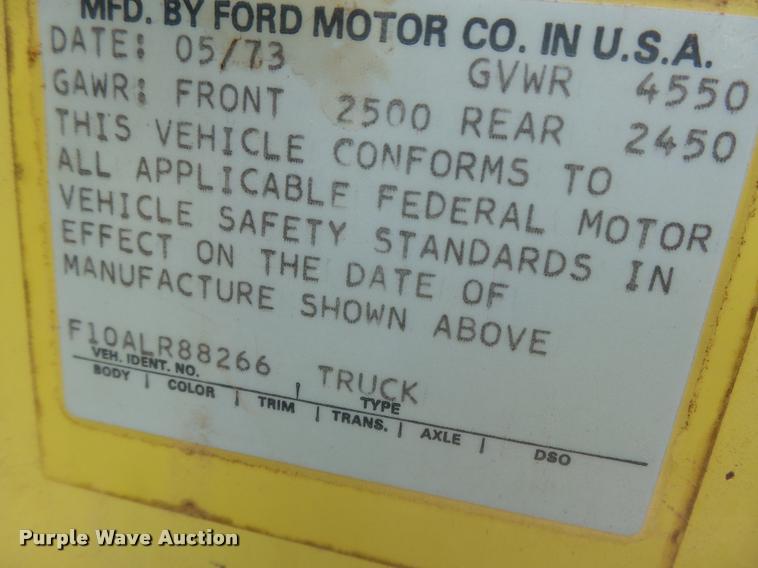 MFD. BY FORD MOTOR CO. IN U.S.A.
DATE: 05/73 GVWR 4550
GAWR: FRONT 2500 REAR 2450
THIS VEHICLE CONFORMS TO
ALL APPLICABLE FEDERAL MOTOR
VEHICLE SAFETY STANDARDS IN
EFFECT ON THE DATE OF
MANUFACTURE SHOWN ABOVE
F10ALR88266 TRUCK
VEH. IDENT. NO. TYPE
BODY COLOR TRIM TRANS. AXLE DSO
Purple Wave Auction